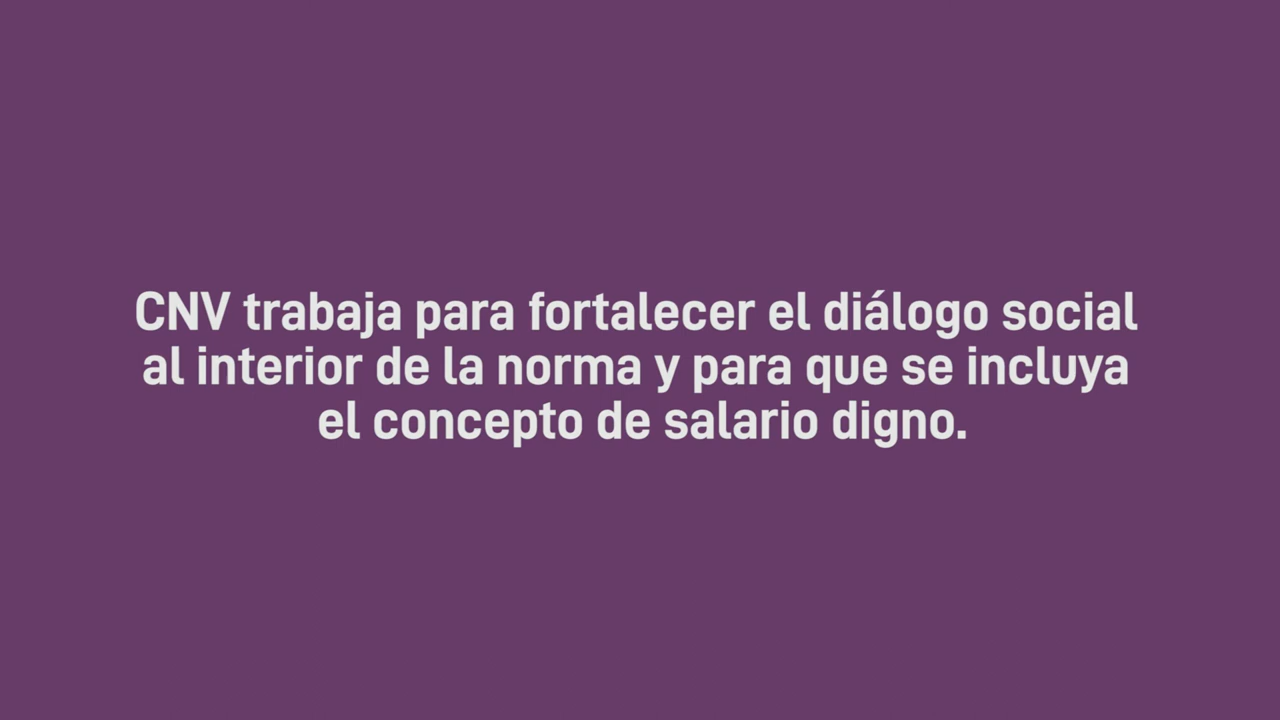 CNV trabaja para fortalecer el diálogo social
al interior de la norma y para que se incluya
el concepto de salario digno.